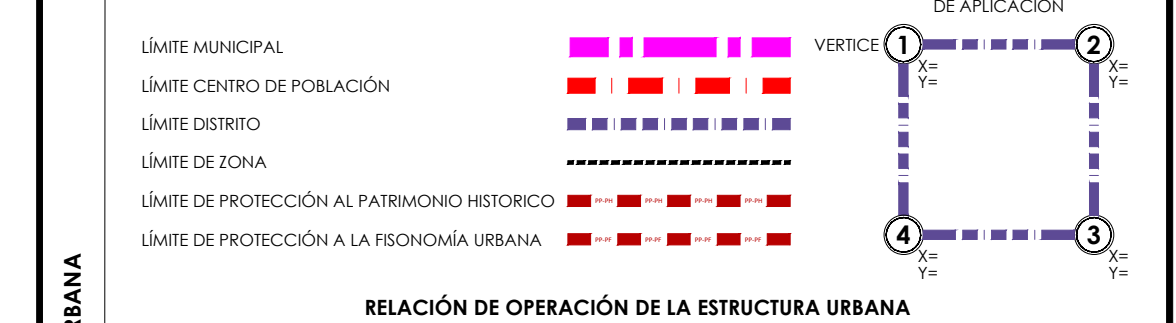 DE APLICACIÓN
LÍMITE MUNICIPAL
VERTICE 1 2
X= X=
Y= Y=
LÍMITE CENTRO DE POBLACIÓN
LÍMITE DISTRITO
LÍMITE DE ZONA
LÍMITE DE PROTECCIÓN AL PATRIMONIO HISTORICO PP-PH PP-PH PP-PH PP-PH
LÍMITE DE PROTECCIÓN A LA FISONOMÍA URBANA PP-PF PP-PF PP-PF PP-PF
4 3
X= X=
Y= Y=
RELACIÓN DE OPERACIÓN DE LA ESTRUCTURA URBANA